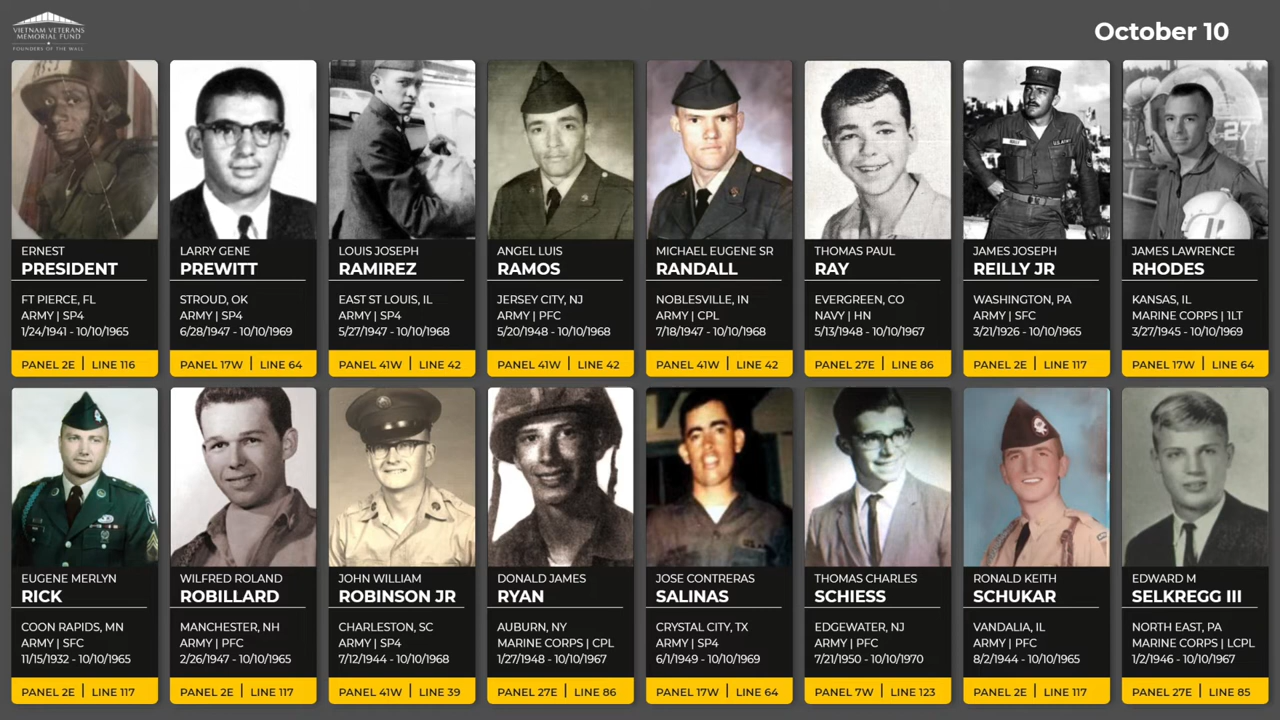 VIETNAM VETERANS
MEMORIAL FUND
FOUNDERS OF THE WALL
October 10
ERNEST
PRESIDENT
FT PIERCE, FL
ARMY | SP4
1/24/1941 - 10/10/1965
PANEL 2E | LINE 116
LARRY GENE
PREWITT
STROUD, OK
ARMY | SP4
6/28/1947 - 10/10/1969
PANEL 17W | LINE 64
LOUIS JOSEPH
RAMIREZ
EAST ST LOUIS, IL
ARMY | SP4
5/27/1947 - 10/10/1968
PANEL 41W | LINE 42
ANGEL LUIS
RAMOS
JERSEY CITY, NJ
ARMY | PFC
5/20/1948 - 10/10/1968
PANEL 41W | LINE 42
MICHAEL EUGENE SR
RANDALL
NOBLESVILLE, IN
ARMY | CPL
7/18/1947 - 10/10/1968
PANEL 41W | LINE 42
THOMAS PAUL
RAY
EVERGREEN, CO
NAVY | HN
5/13/1948 - 10/10/1967
PANEL 27E | LINE 86
U.S. ARMY
JAMES JOSEPH
REILLY JR
WASHINGTON, PA
ARMY | SFC
3/21/1926 - 10/10/1965
PANEL 2E | LINE 117
27
JAMES LAWRENCE
RHODES
KANSAS, IL
MARINE CORPS | 1LT
3/27/1945 - 10/10/1969
PANEL 17W | LINE 64
EUGENE MERLYN
RICK
COON RAPIDS, MN
ARMY | SFC
11/15/1932 - 10/10/1965
PANEL 2E | LINE 117
WILFRED ROLAND
ROBILLARD
MANCHESTER, NH
ARMY | PFC
2/26/1947 - 10/10/1965
PANEL 2E | LINE 117
JOHN WILLIAM
ROBINSON JR
CHARLESTON, SC
ARMY | SP4
7/12/1944 - 10/10/1968
PANEL 41W | LINE 39
DONALD JAMES
RYAN
AUBURN, NY
MARINE CORPS | CPL
1/27/1948 - 10/10/1967
PANEL 27E | LINE 86
JOSE CONTRERAS
SALINAS
CRYSTAL CITY, TX
ARMY | SP4
6/1/1949 - 10/10/1969
PANEL 17W | LINE 64
THOMAS CHARLES
SCHIESS
EDGEWATER, NJ
ARMY | PFC
7/21/1950 - 10/10/1970
PANEL 7W | LINE 123
RONALD KEITH
SCHUKAR
VANDALIA, IL
ARMY | PFC
8/2/1944 - 10/10/1965
PANEL 2E | LINE 117
EDWARD M
SELKREGG III
NORTH EAST, PA
MARINE CORPS | LCPL
1/2/1946 - 10/10/1967
PANEL 27E | LINE 85